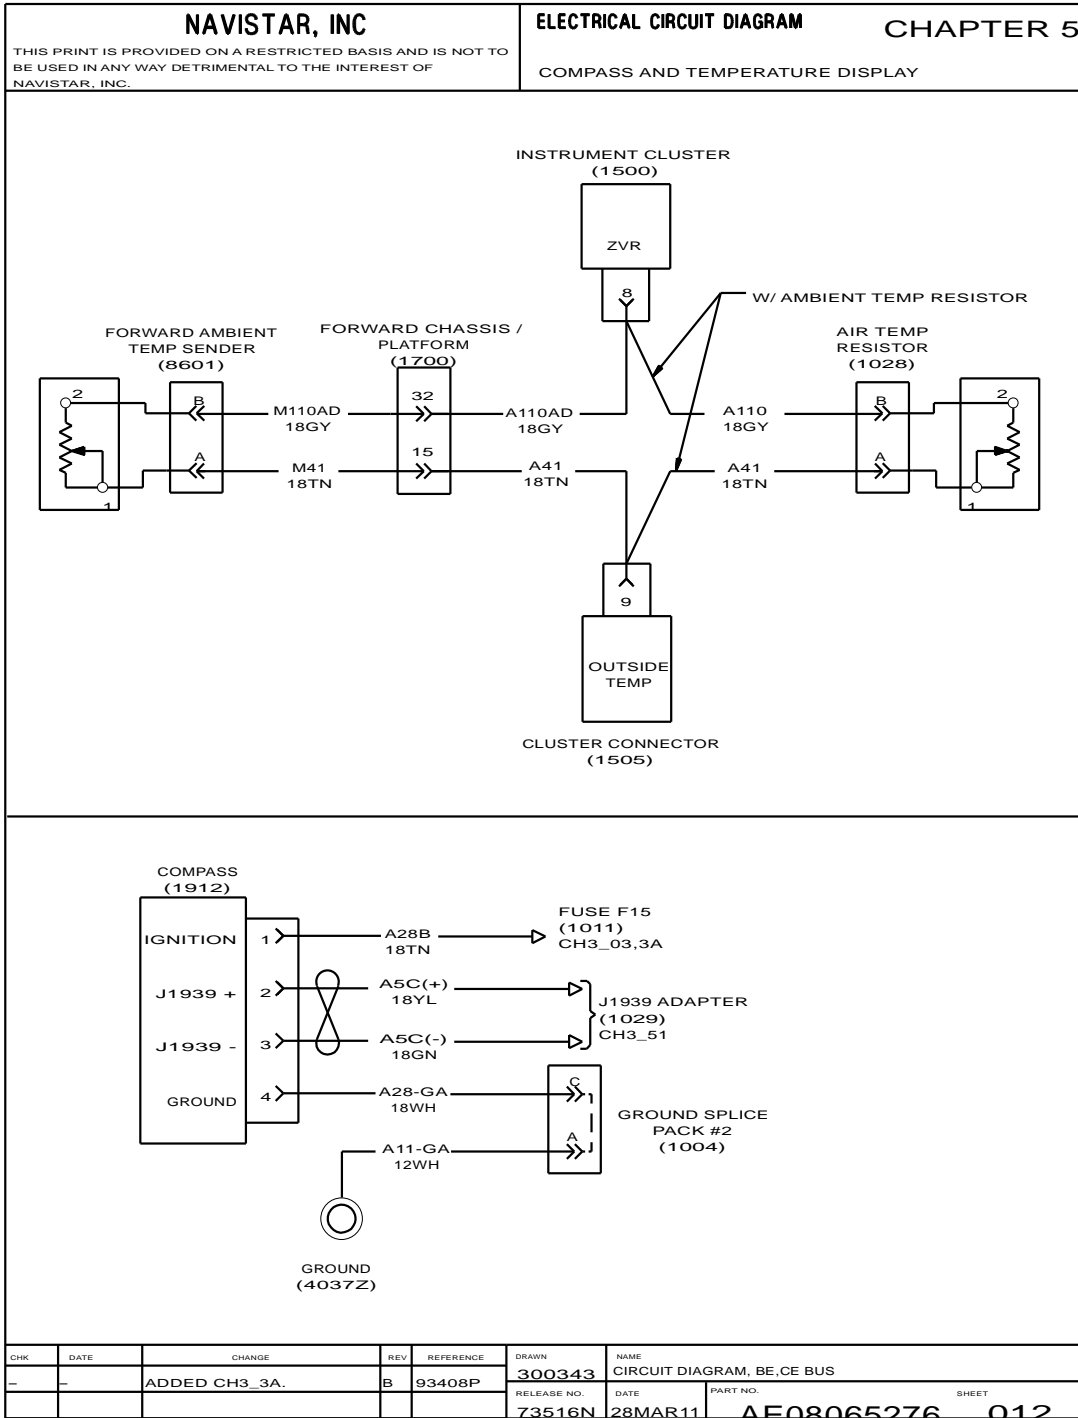 NAVISTAR, INC
THIS PRINT IS PROVIDED ON A RESTRICTED BASIS AND IS NOT TO
BE USED IN ANY WAY DETRIMENTAL TO THE INTEREST OF
NAVISTAR, INC.
ELECTRICAL CIRCUIT DIAGRAM
CHAPTER 5
COMPASS AND TEMPERATURE DISPLAY
INSTRUMENT CLUSTER
(1500)
ZVR
8
W/ AMBIENT TEMP RESISTOR
FORWARD AMBIENT
TEMP SENDER
(8601)
FORWARD CHASSIS /
PLATFORM
(1700)
AIR TEMP
RESISTOR
(1028)
2
B
M110AD
18GY
32
A110AD
18GY
A110
18GY
B
2
A
M41
18TN
15
A41
18TN
A41
18TN
A
1
1
9
OUTSIDE
TEMP
CLUSTER CONNECTOR
(1505)
COMPASS
(1912)
IGNITION
1
A28B
18TN
FUSE F15
(1011)
CH3_03,3A
J1939 +
2
A5C(+)
18YL
J1939 ADAPTER
(1029)
CH3_51
J1939 -
3
A5C(-)
18GN
GROUND
4
A28-GA
18WH
C
GROUND SPLICE
PACK #2
(1004)
A11-GA
12WH
A
GROUND
(4037Z)
CHK
DATE
CHANGE
REV
REFERENCE
DRAWN
NAME
– – ADDED CH3_3A. B 93408P
300343
CIRCUIT DIAGRAM, BE,CE BUS
RELEASE NO.
DATE
PART NO.
SHEET
73516N
28MAR11
AE08065276
012